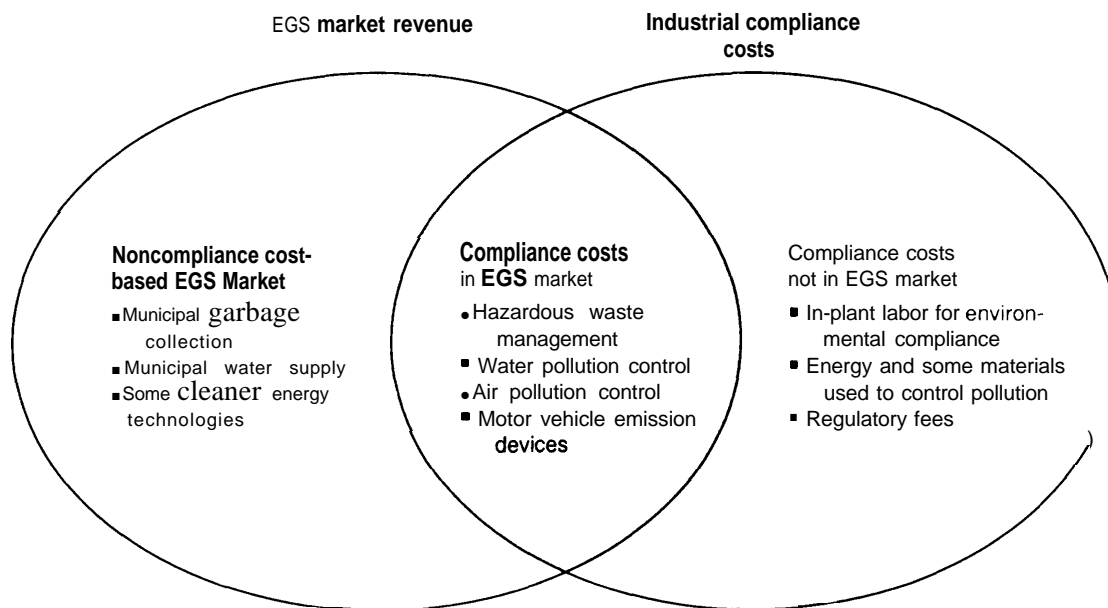 EGS market revenue
Industrial compliance
costs
Noncompliance cost-
based EGS Market
■ Municipal garbage
collection
■ Municipal water supply
■ Some cleaner energy
technologies
Compliance costs
in EGS market
● Hazardous waste
management
■ Water pollution control
● Air pollution control
■ Motor vehicle emission
devices
Compliance costs
not in EGS market
■ In-plant labor for environ-
mental compliance
■ Energy and some materials
used to control pollution
■ Regulatory fees